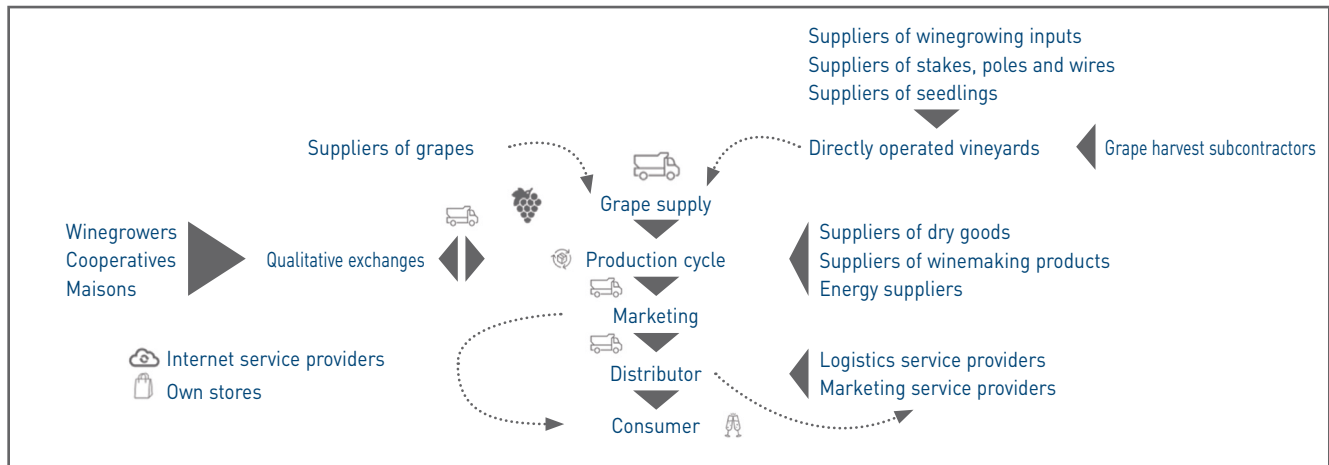 Suppliers of winegrowing inputs
Suppliers of stakes, poles and wires
Suppliers of seedlings
Suppliers of grapes
Directly operated vineyards
Grape harvest subcontractors
Grape supply
Winegrowers
Cooperatives
Maisons
Qualitative exchanges
Production cycle
Suppliers of dry goods
Suppliers of winemaking products
Energy suppliers
Marketing
Internet service providers
Own stores
Distributor
Logistics service providers
Marketing service providers
Consumer